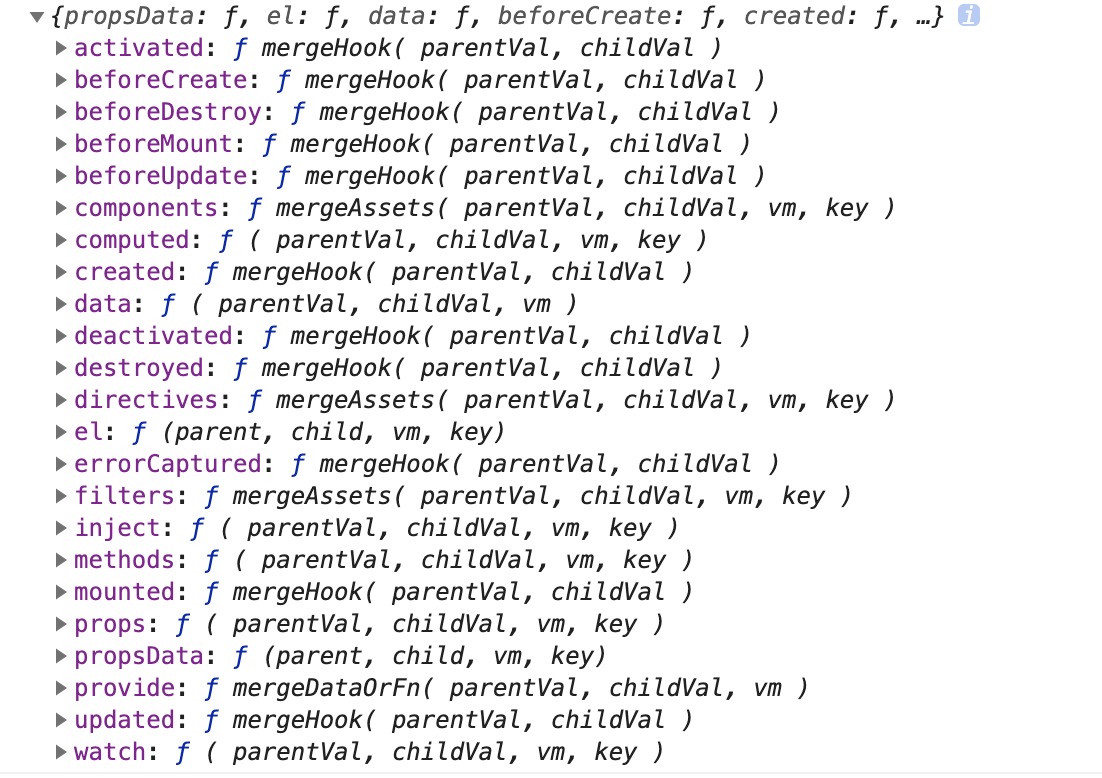 ▼{propsData: ƒ, el: ƒ, data: ƒ, beforeCreate: ƒ, created: ƒ, …} i
▶activated: ƒ mergeHook( parentVal, childVal )
▶beforeCreate: ƒ mergeHook( parentVal, childVal )
▶beforeDestroy: ƒ mergeHook( parentVal, childVal )
▶beforeMount: ƒ mergeHook( parentVal, childVal )
▶beforeUpdate: ƒ mergeHook( parentVal, childVal )
▶components: ƒ mergeAssets( parentVal, childVal, vm, key )
▶computed: ƒ ( parentVal, childVal, vm, key )
▶created: ƒ mergeHook( parentVal, childVal )
▶data: ƒ ( parentVal, childVal, vm )
▶deactivated: ƒ mergeHook( parentVal, childVal )
▶destroyed: ƒ mergeHook( parentVal, childVal )
▶directives: ƒ mergeAssets( parentVal, childVal, vm, key )
▶el: ƒ (parent, child, vm, key)
▶errorCaptured: ƒ mergeHook( parentVal, childVal )
▶filters: ƒ mergeAssets( parentVal, childVal, vm, key )
▶inject: ƒ ( parentVal, childVal, vm, key )
▶methods: ƒ ( parentVal, childVal, vm, key )
▶mounted: ƒ mergeHook( parentVal, childVal )
▶props: ƒ ( parentVal, childVal, vm, key )
▶propsData: ƒ (parent, child, vm, key)
▶provide: ƒ mergeDataOrFn( parentVal, childVal, vm )
▶updated: ƒ mergeHook( parentVal, childVal )
▶watch: ƒ ( parentVal, childVal, vm, key )